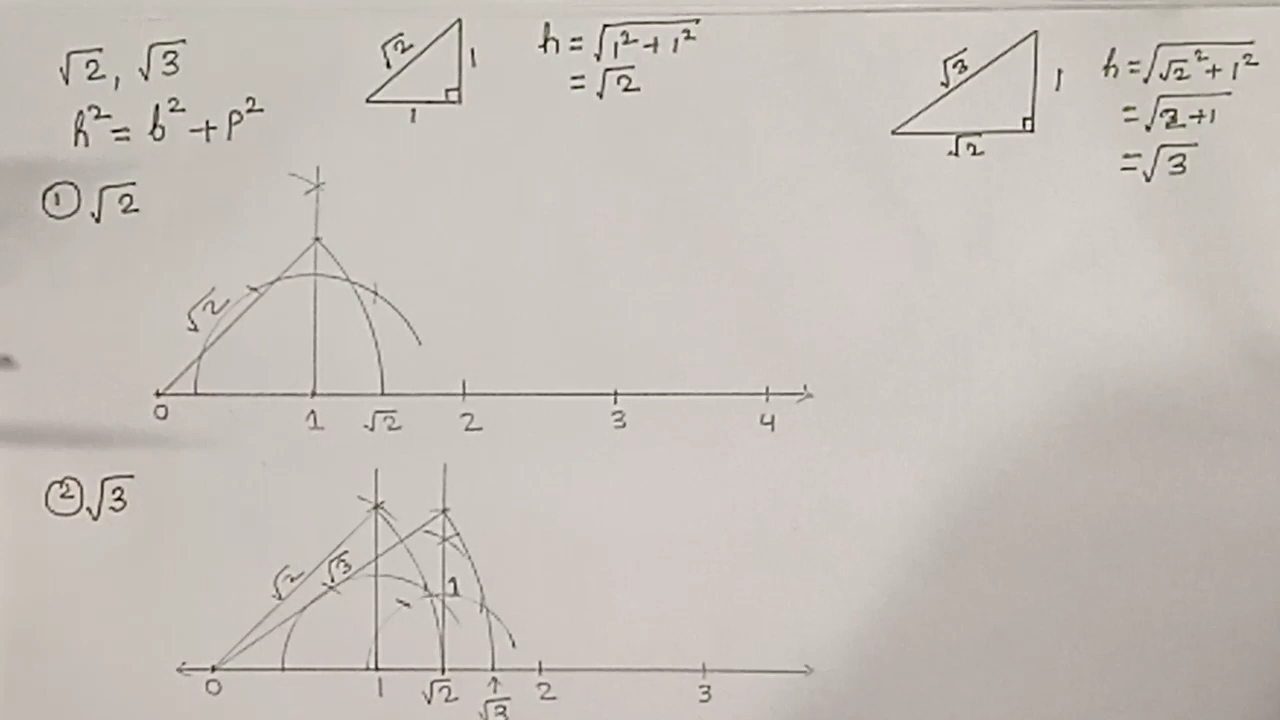 √2, √3
h² = b² + p²
√2
1
1
h = √1² + 1²
= √2
√3
1
√2
h = √√2² + 1²
= √2 + 1
= √3
① √2
√2
0 1 √2 2 3 4
② √3
√2 √3 1
0 1 √2 √3 2 3